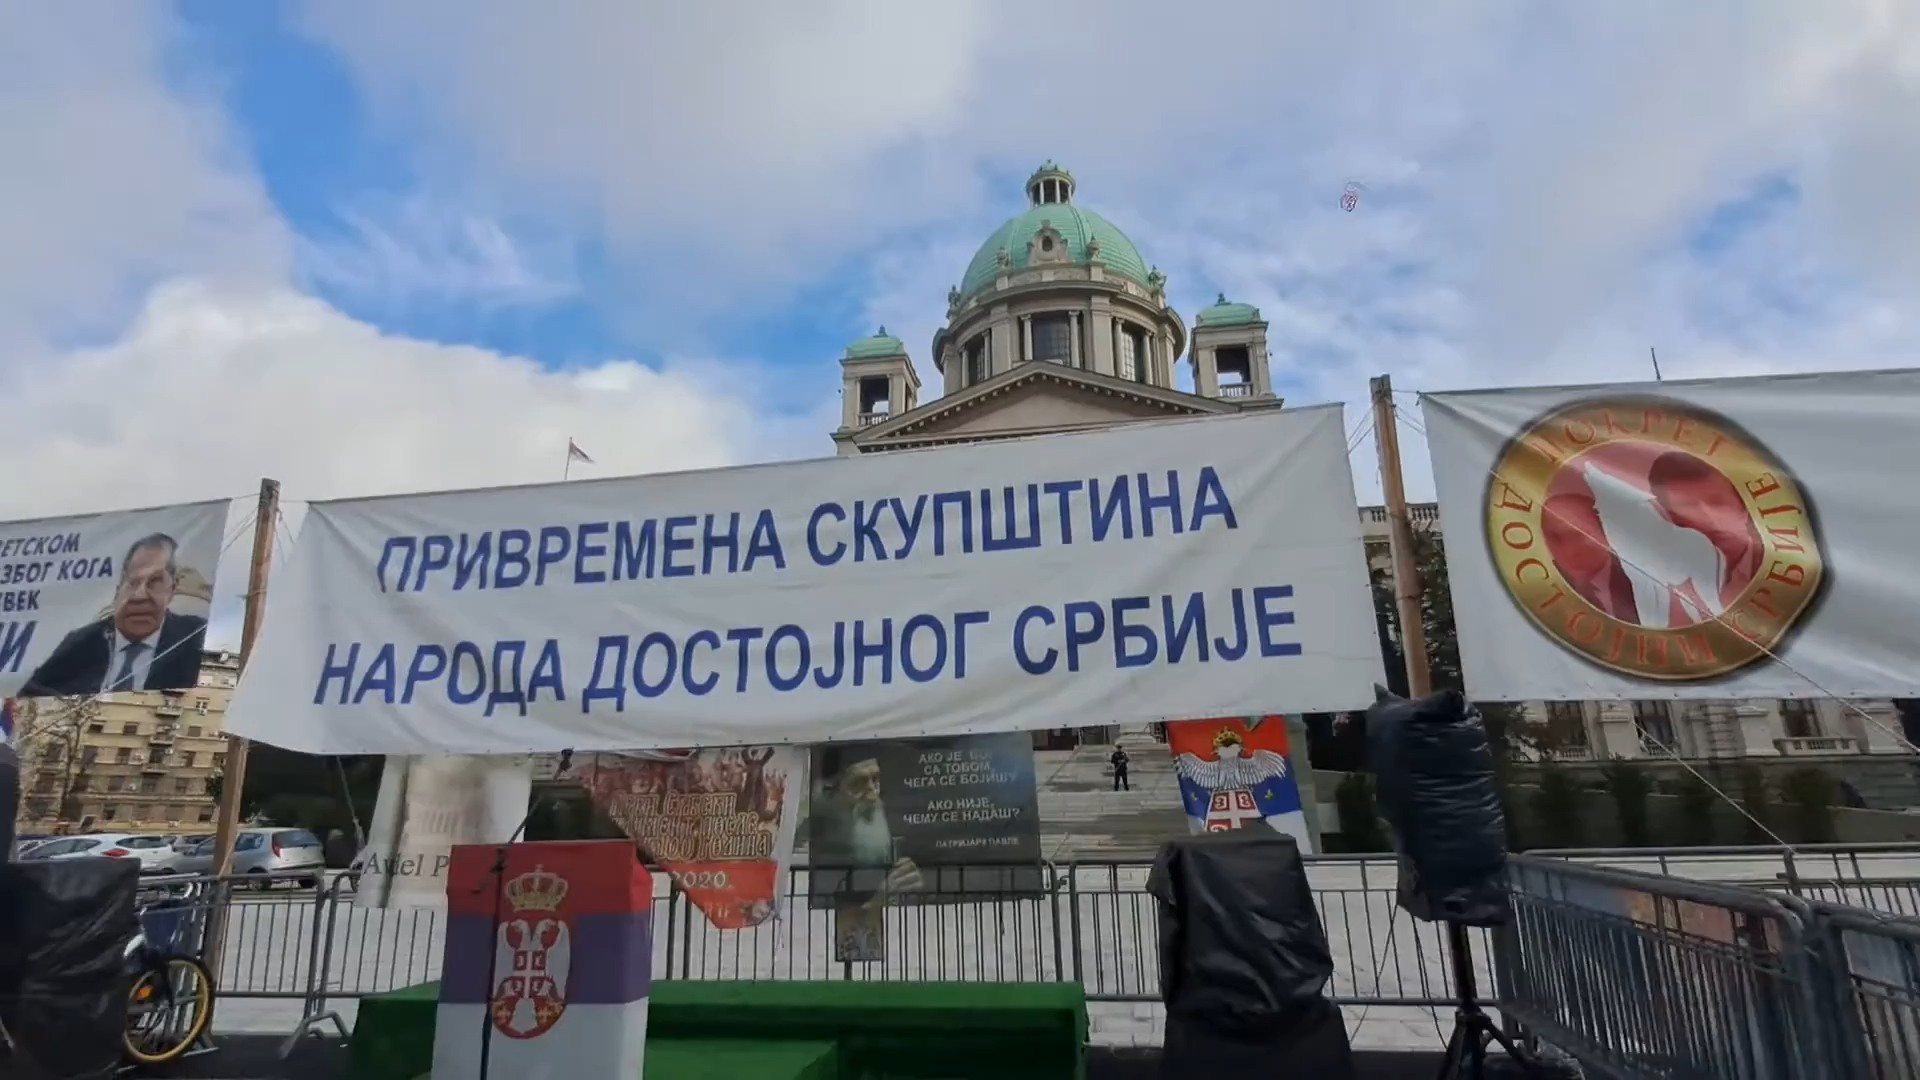 ЗБОГ КОГА
ПРИВРЕМЕНА СКУПШТИНА
НАРОДА ДОСТОЈНОГ СРБИЈЕ
ПОКРЕТ
ДОСТОЈНИ СРБИЈЕ
АКО ЈЕ БОГ
СА ТОБОМ,
ЧЕГА СЕ БОЈИШ?
АКО НИЈЕ,
ЧЕМУ СЕ НАДАШ?
ПАТРИЈАРХ ПАВЛЕ
2020.